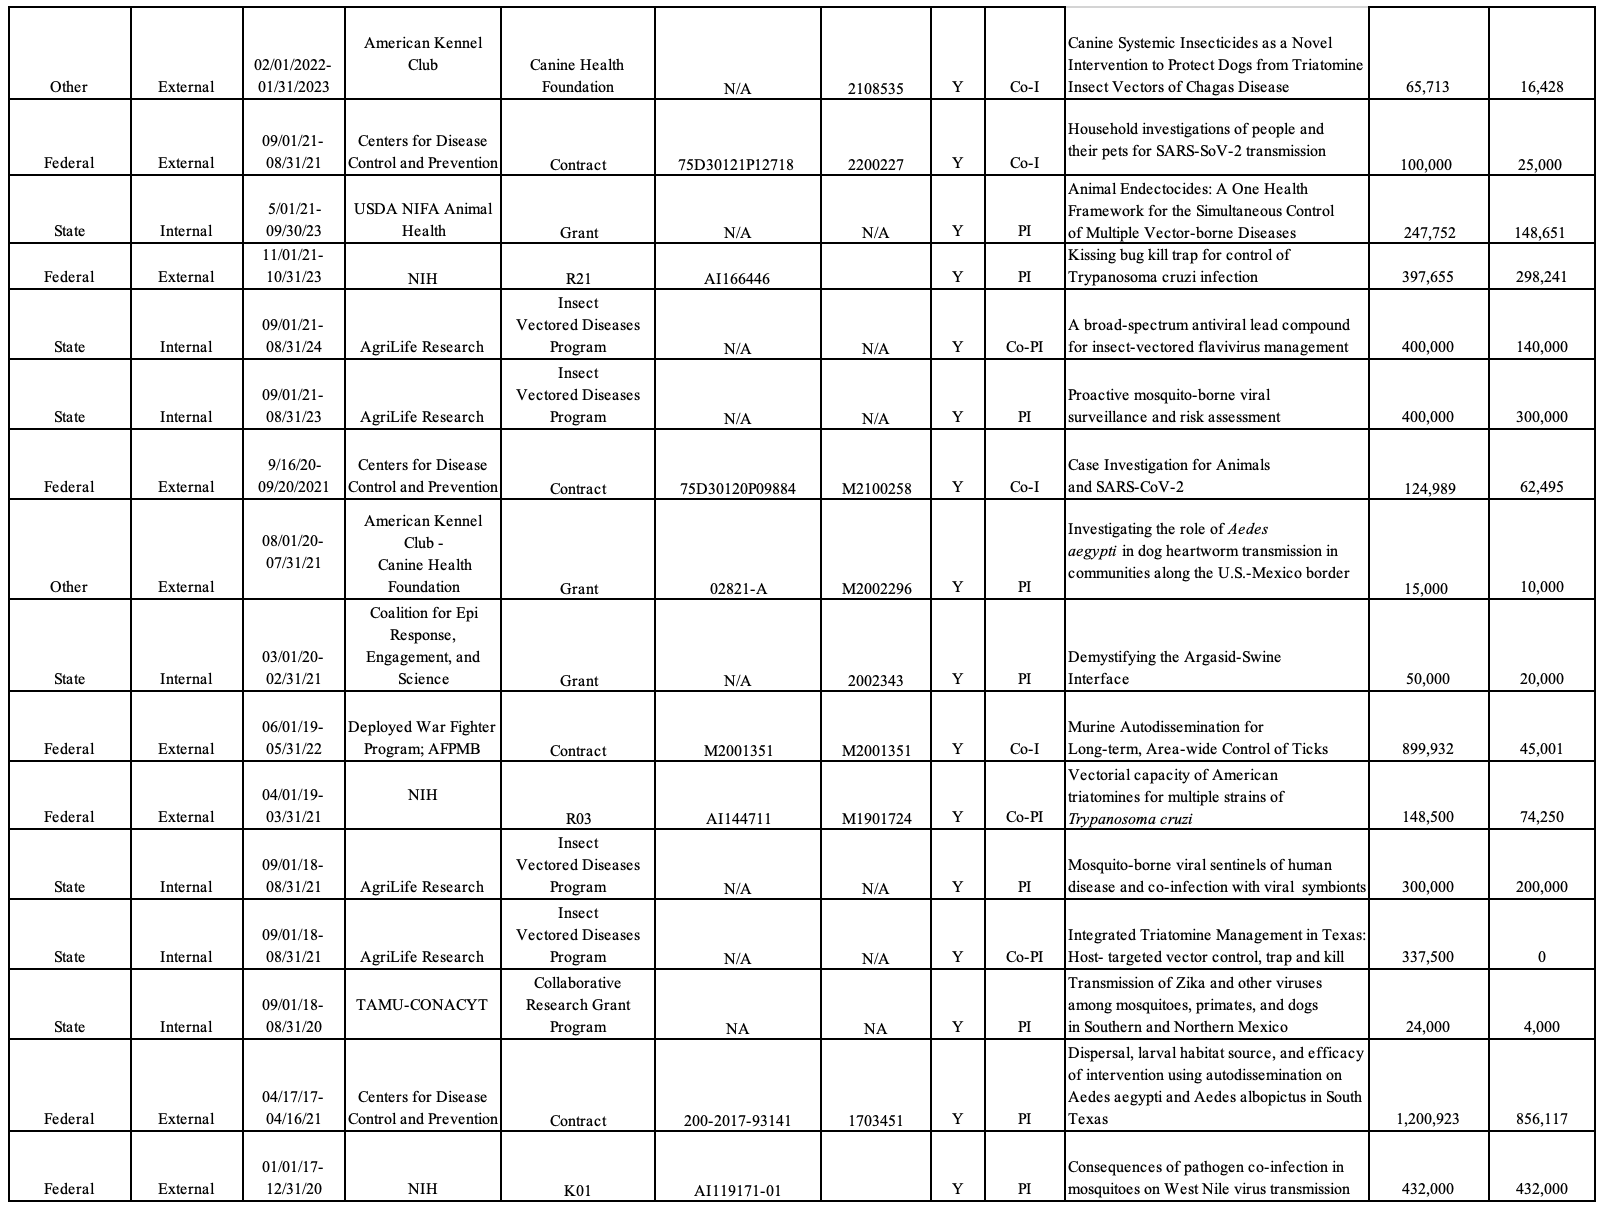 Other External 02/01/2022-01/31/2023 American Kennel Club Canine Health Foundation N/A 2108535 Y Co-I Canine Systemic Insecticides as a Novel Intervention to Protect Dogs from Triatomine Insect Vectors of Chagas Disease 65,713 16,428
Federal External 09/01/21-08/31/21 Centers for Disease Control and Prevention Contract 75D30121P12718 2200227 Y Co-I Household investigations of people and their pets for SARS-SoV-2 transmission 100,000 25,000
State Internal 5/01/21-09/30/23 USDA NIFA Animal Health Grant N/A N/A Y PI Animal Endectocides: A One Health Framework for the Simultaneous Control of Multiple Vector-borne Diseases 247,752 148,651
Federal External 11/01/21-10/31/23 NIH R21 AI166446 Y PI Kissing bug kill trap for control of Trypanosoma cruzi infection 397,655 298,241
State Internal 09/01/21-08/31/24 AgriLife Research Insect Vectored Diseases Program N/A N/A Y Co-PI A broad-spectrum antiviral lead compound for insect-vectored flavivirus management 400,000 140,000
State Internal 09/01/21-08/31/23 AgriLife Research Insect Vectored Diseases Program N/A N/A Y PI Proactive mosquito-borne viral surveillance and risk assessment 400,000 300,000
Federal External 9/16/20-09/20/2021 Centers for Disease Control and Prevention Contract 75D30120P09884 M2100258 Y Co-I Case Investigation for Animals and SARS-CoV-2 124,989 62,495
Other External 08/01/20-07/31/21 American Kennel Club - Canine Health Foundation Grant 02821-A M2002296 Y PI Investigating the role of Aedes aegypti in dog heartworm transmission in communities along the U.S.-Mexico border 15,000 10,000
State Internal 03/01/20-02/31/21 Coalition for Epi Response, Engagement, and Science Grant N/A 2002343 Y PI Demystifying the Argasid-Swine Interface 50,000 20,000
Federal External 06/01/19-05/31/22 Deployed War Fighter Program; AFPMB Contract M2001351 M2001351 Y Co-I Murine Autodissemination for Long-term, Area-wide Control of Ticks 899,932 45,001
Federal External 04/01/19-03/31/21 NIH R03 AI144711 M1901724 Y Co-PI Vectorial capacity of American triatomines for multiple strains of Trypanosoma cruzi 148,500 74,250
State Internal 09/01/18-08/31/21 AgriLife Research Insect Vectored Diseases Program N/A N/A Y PI Mosquito-borne viral sentinels of human disease and co-infection with viral symbionts 300,000 200,000
State Internal 09/01/18-08/31/21 AgriLife Research Insect Vectored Diseases Program N/A N/A Y Co-PI Integrated Triatomine Management in Texas: Host- targeted vector control, trap and kill 337,500 0
State Internal 09/01/18-08/31/20 TAMU-CONACYT Collaborative Research Grant Program NA NA Y PI Transmission of Zika and other viruses among mosquitoes, primates, and dogs in Southern and Northern Mexico 24,000 4,000
Federal External 04/17/17-04/16/21 Centers for Disease Control and Prevention Contract 200-2017-93141 1703451 Y PI Dispersal, larval habitat source, and efficacy of intervention using autodissemination on Aedes aegypti and Aedes albopictus in South Texas 1,200,923 856,117
Federal External 01/01/17-12/31/20 NIH K01 AI119171-01 Y PI Consequences of pathogen co-infection in mosquitoes on West Nile virus transmission 432,000 432,000